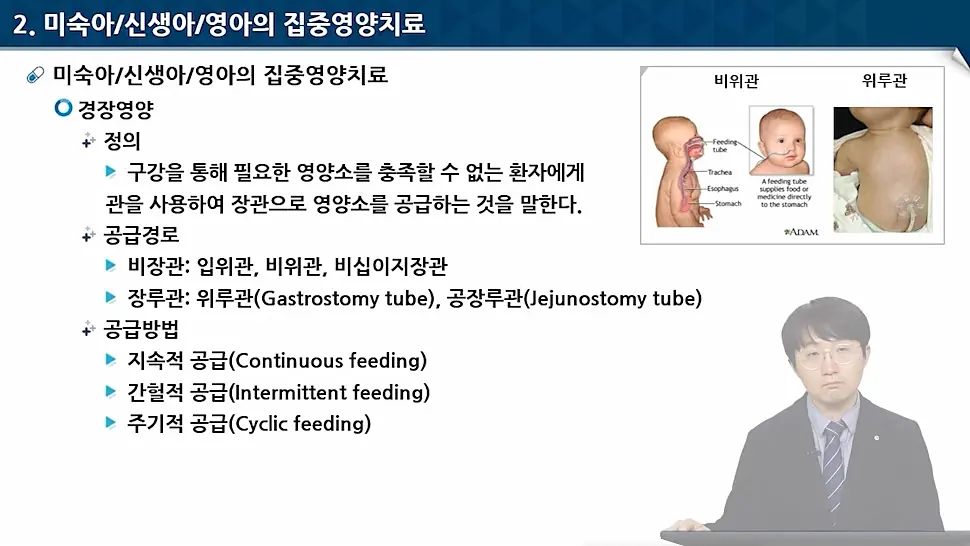 2. 미숙아/신생아/영아의 집중영양치료
미숙아/신생아/영아의 집중영양치료
경장영양
정의
구강을 통해 필요한 영양소를 충족할 수 없는 환자에게
관을 사용하여 장관으로 영양소를 공급하는 것을 말한다.
공급경로
비장관: 입위관, 비위관, 비십이지장관
장루관: 위루관(Gastrostomy tube), 공장루관(Jejunostomy tube)
공급방법
지속적 공급(Continuous feeding)
간헐적 공급(Intermittent feeding)
주기적 공급(Cyclic feeding)
비위관
위루관
Feeding
tube
Trachea
Esophagus
Stomach
A feeding tube
supplies food or
medicine directly
to the stomach
ADAM.